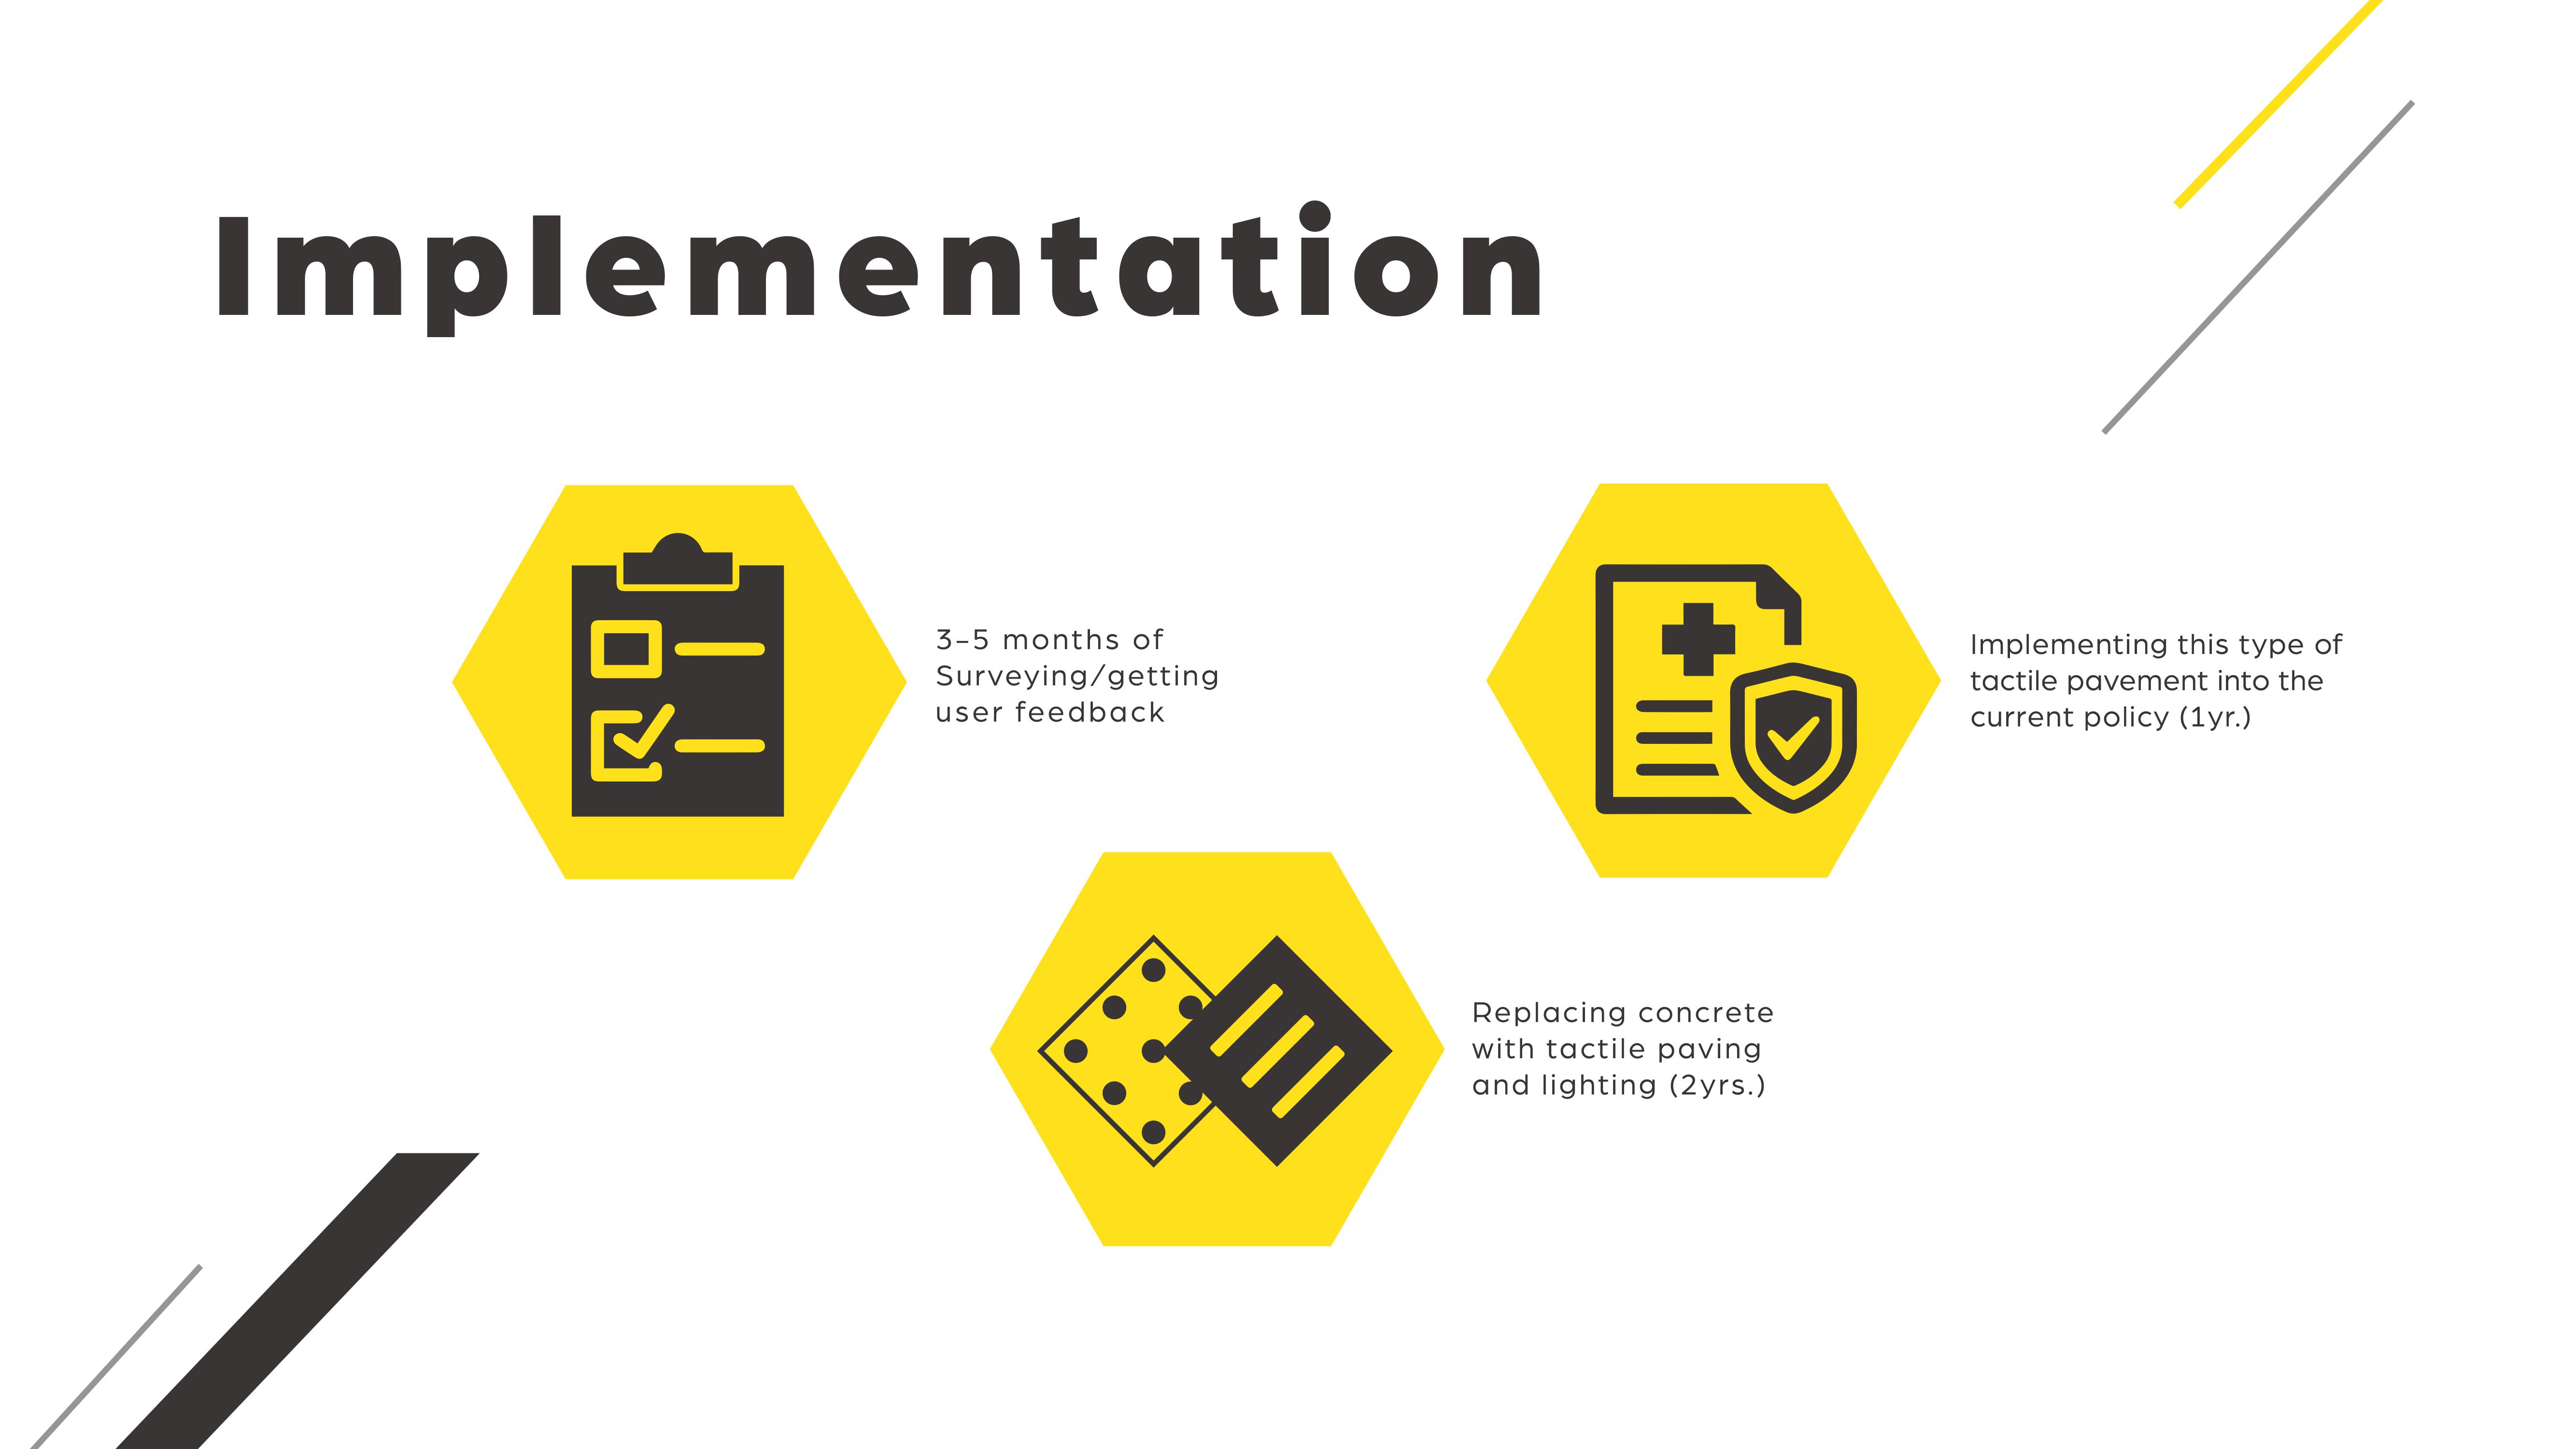 Implementation
3-5 months of
Surveying/getting
user feedback
Implementing this type of
tactile pavement into the
current policy (1yr.)
Replacing concrete
with tactile paving
and lighting (2yrs.)